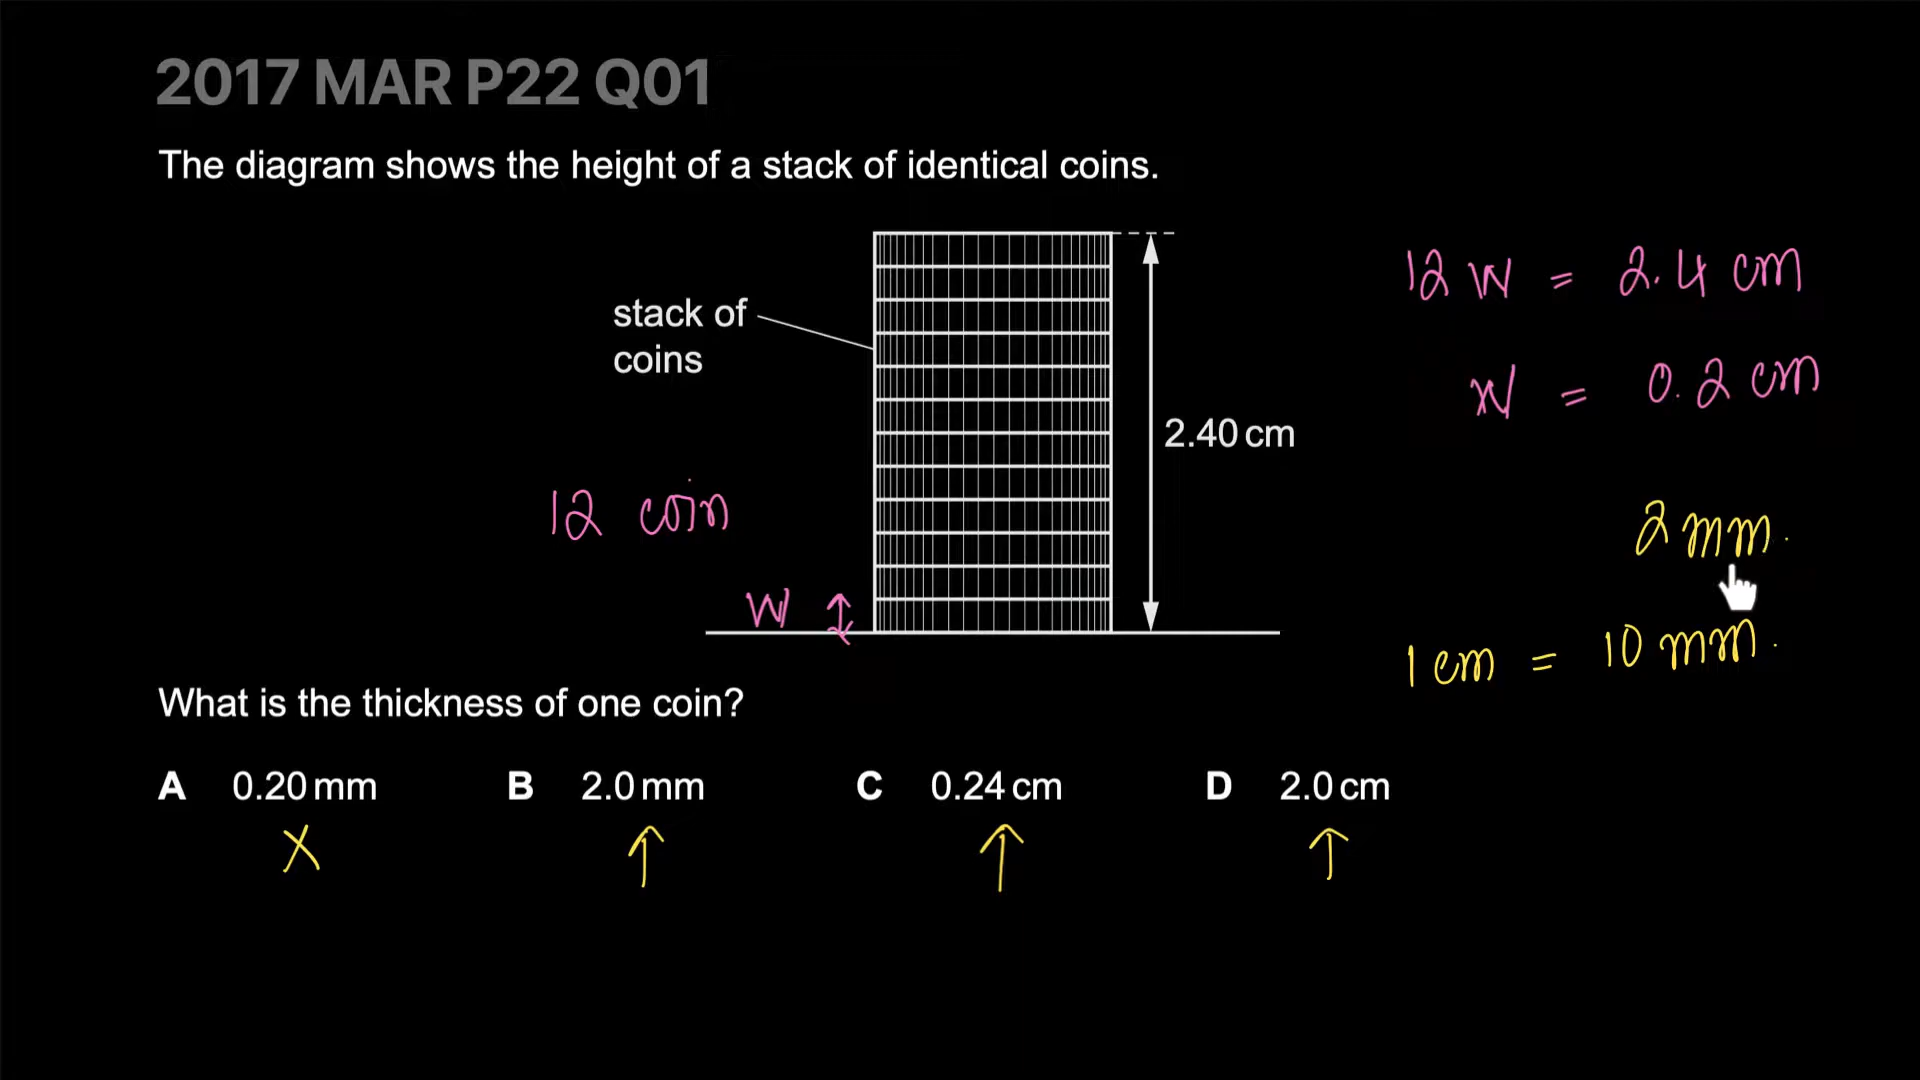 2017 MAR P22 Q01
The diagram shows the height of a stack of identical coins.
12 W = 2.4 cm
stack of
coins
W = 0.2 cm
2.40 cm
12 coin
2 mm.
W
1 cm = 10 mm.
What is the thickness of one coin?
A 0.20 mm B 2.0 mm C 0.24 cm D 2.0 cm
X